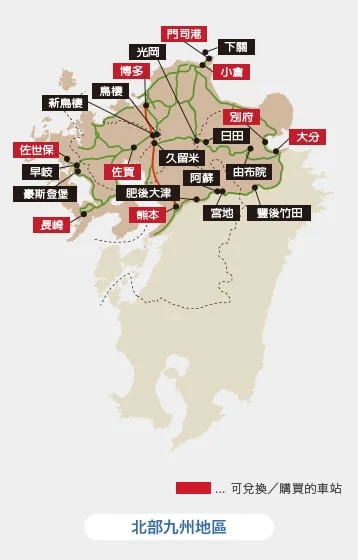 門司港
下關
光岡
小倉
博多
鳥棲
新鳥棲
別府
日田
大分
佐世保
久留米
早岐
佐賀
阿蘇
由布院
豪斯登堡
肥後大津
長崎
熊本
宮地
豐後竹田
... 可兌換／購買的車站
北部九州地區